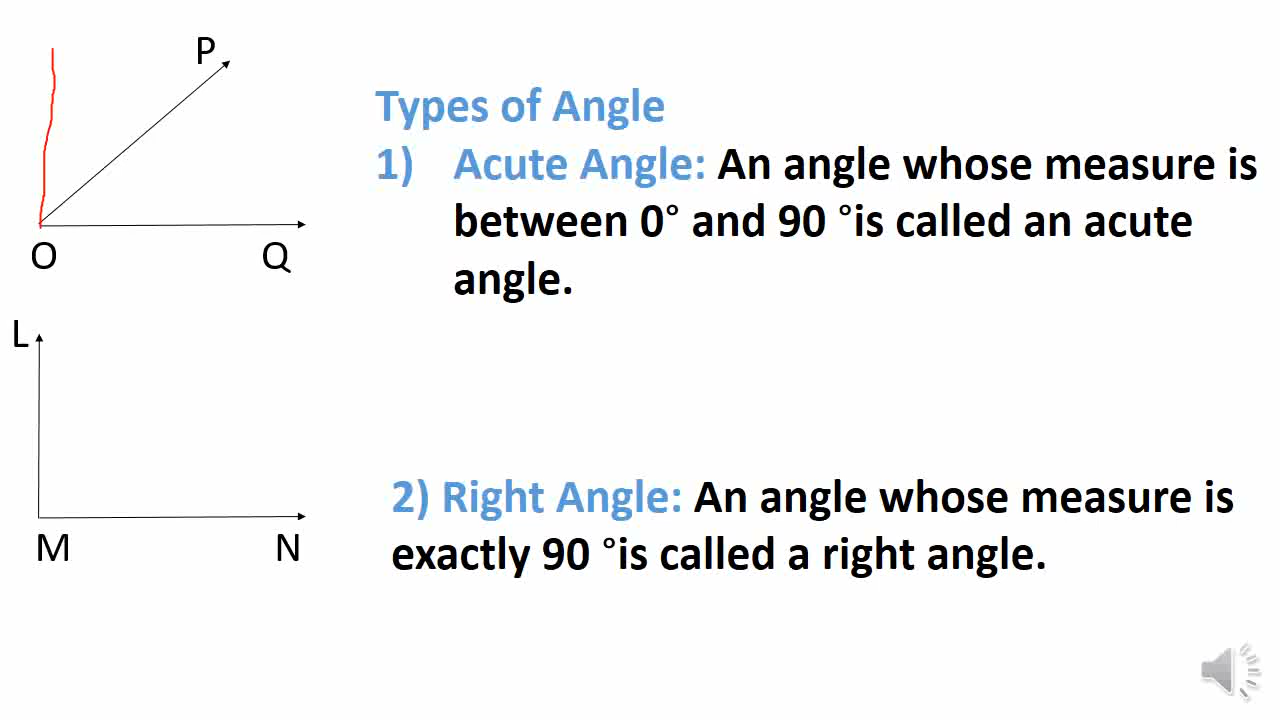 P
Types of Angle
1) Acute Angle: An angle whose measure is
between 0° and 90 °is called an acute
angle.
O Q
L
2) Right Angle: An angle whose measure is
exactly 90 °is called a right angle.
M N